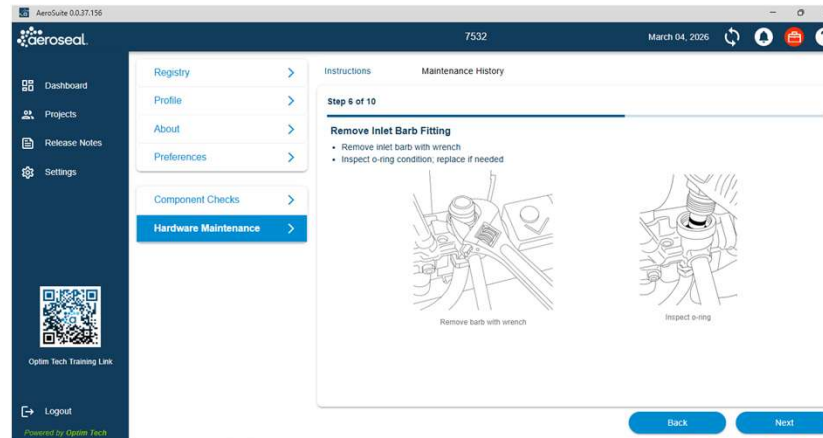 AeroSuite 0.0.37.156
aeroseal.
7532
March 04, 2026
Dashboard
Projects
Release Notes
Settings
Optim Tech Training Link
Logout
Powered by Optim Tech
Registry
Profile
About
Preferences
Component Checks
Hardware Maintenance
Instructions
Maintenance History
Step 6 of 10
Remove Inlet Barb Fitting
• Remove inlet barb with wrench
• Inspect o-ring condition; replace if needed
Remove barb with wrench
Inspect o-ring
Back
Next